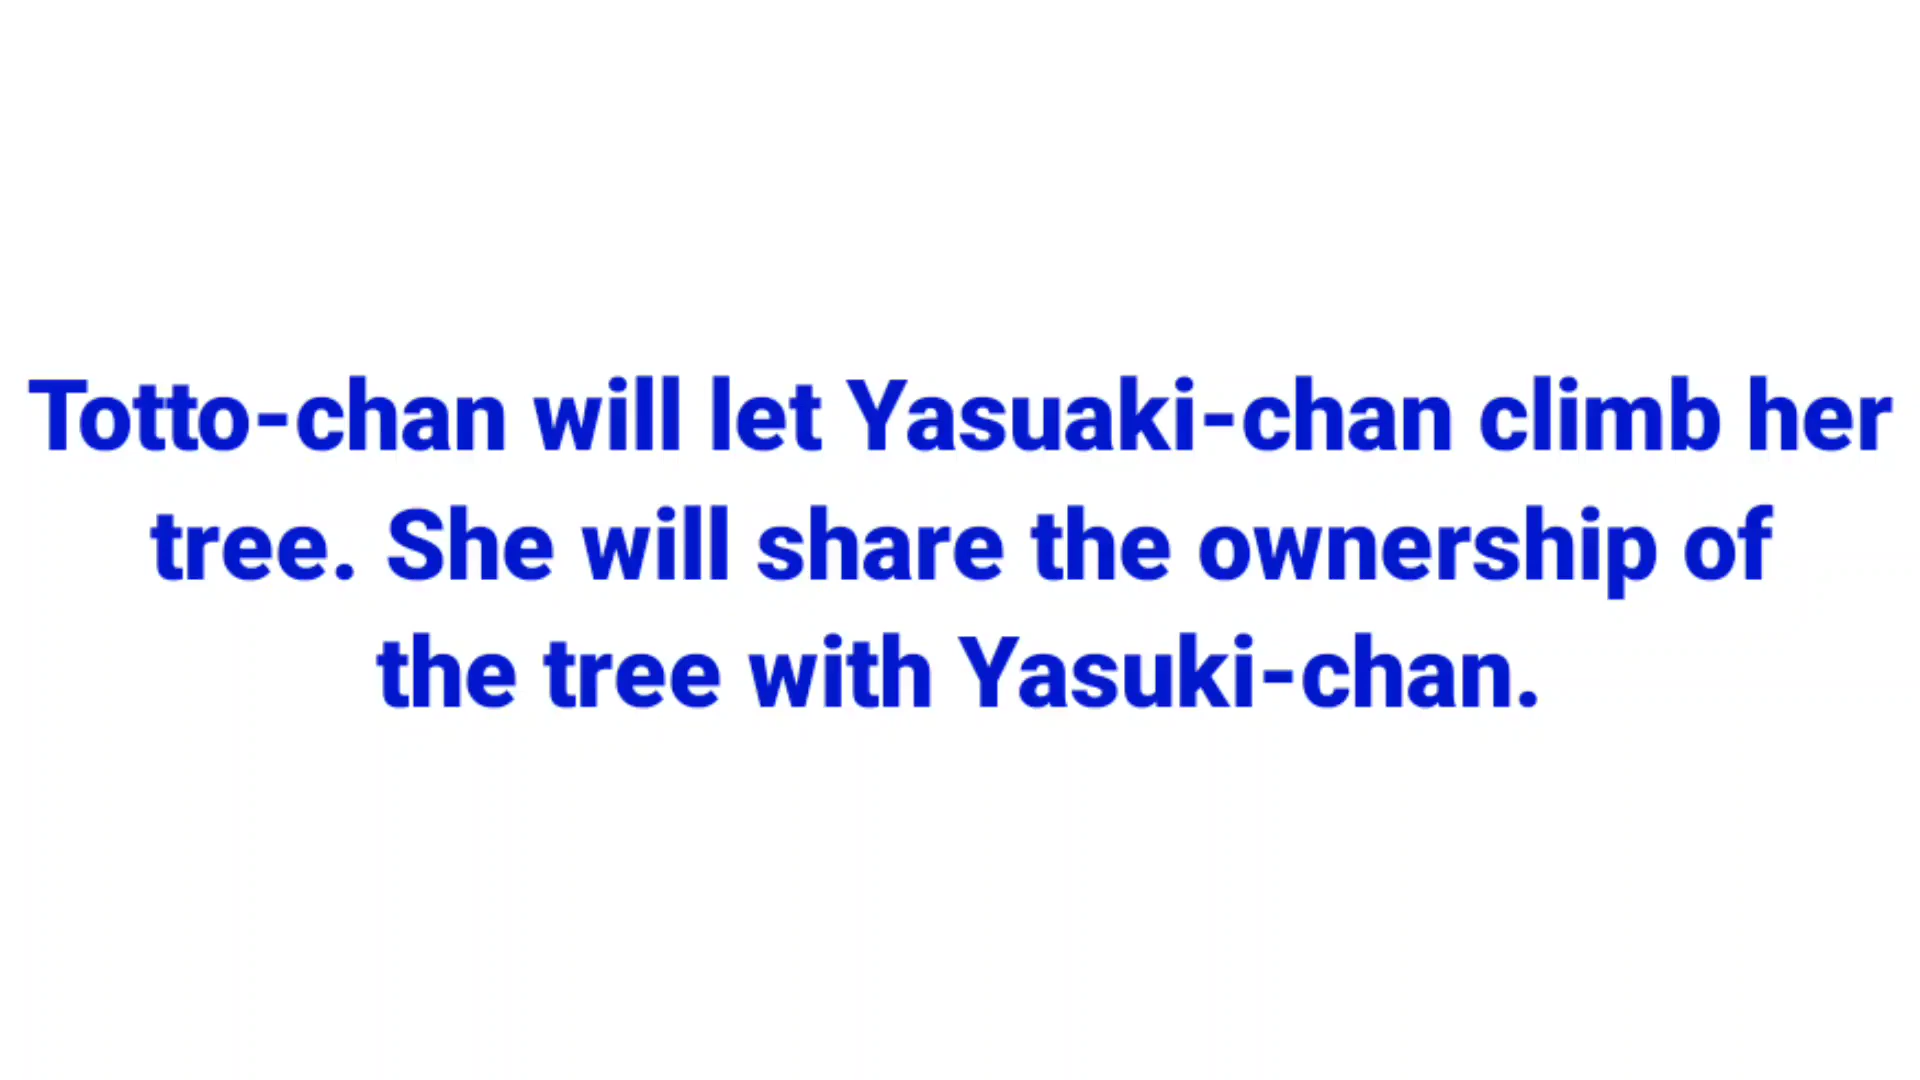 Totto-chan will let Yasuaki-chan climb her
tree. She will share the ownership of
the tree with Yasuki-chan.